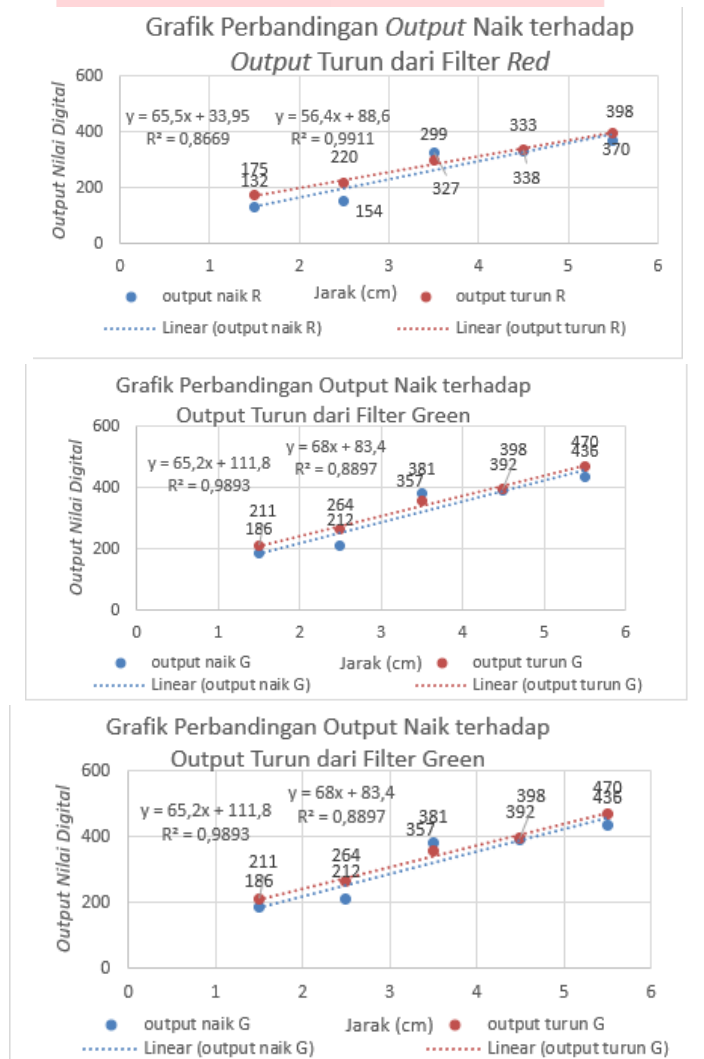 Grafik Perbandingan Output Naik terhadap
Output Turun dari Filter Red
Output Nilai Digital
600
400
200
0
y = 65,5x + 33,95
R² = 0,8669
y = 56,4x + 88,6
R² = 0,9911
175
132
220
154
299
327
333
338
398
370
0 1 2 3 4 5 6
Jarak (cm)
output naik R
output turun R
Linear (output naik R)
Linear (output turun R)
Grafik Perbandingan Output Naik terhadap
Output Turun dari Filter Green
Output Nilai Digital
600
400
200
0
y = 65,2x + 111,8
R² = 0,9893
y = 68x + 83,4
R² = 0,8897
211
186
264
212
381
357
398
392
470
436
0 1 2 3 4 5 6
Jarak (cm)
output naik G
output turun G
Linear (output naik G)
Linear (output turun G)
Grafik Perbandingan Output Naik terhadap
Output Turun dari Filter Green
Output Nilai Digital
600
400
200
0
y = 65,2x + 111,8
R² = 0,9893
y = 68x + 83,4
R² = 0,8897
211
186
264
212
381
357
398
392
470
436
0 1 2 3 4 5 6
Jarak (cm)
output naik G
output turun G
Linear (output naik G)
Linear (output turun G)